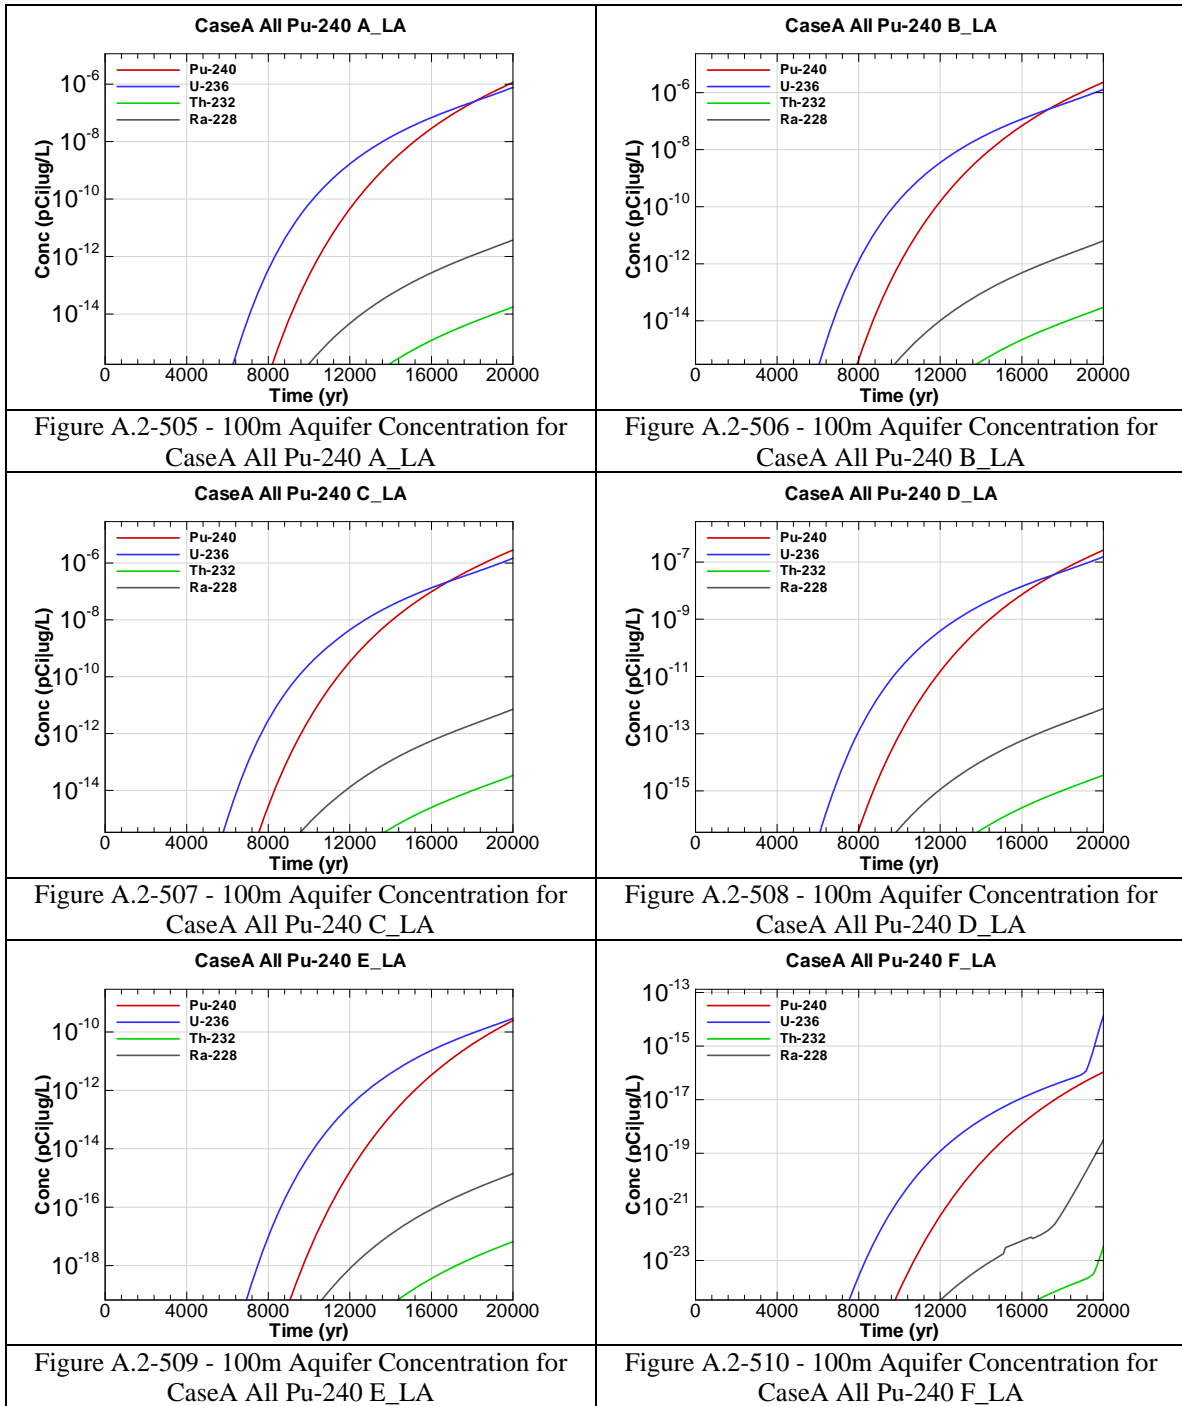 CaseA All Pu-240 A_LA
Pu-240
U-236
Th-232
Ra-228
Conc (pCi|ug/L)
10-6
10-8
10-10
10-12
10-14
0 4000 8000 12000 16000 20000
Time (yr)
Figure A.2-505 - 100m Aquifer Concentration for
CaseA All Pu-240 A_LA
CaseA All Pu-240 B_LA
Pu-240
U-236
Th-232
Ra-228
Conc (pCi|ug/L)
10-6
10-8
10-10
10-12
10-14
0 4000 8000 12000 16000 20000
Time (yr)
Figure A.2-506 - 100m Aquifer Concentration for
CaseA All Pu-240 B_LA
CaseA All Pu-240 C_LA
Pu-240
U-236
Th-232
Ra-228
Conc (pCi|ug/L)
10-6
10-8
10-10
10-12
10-14
0 4000 8000 12000 16000 20000
Time (yr)
Figure A.2-507 - 100m Aquifer Concentration for
CaseA All Pu-240 C_LA
CaseA All Pu-240 D_LA
Pu-240
U-236
Th-232
Ra-228
Conc (pCi|ug/L)
10-7
10-9
10-11
10-13
10-15
0 4000 8000 12000 16000 20000
Time (yr)
Figure A.2-508 - 100m Aquifer Concentration for
CaseA All Pu-240 D_LA
CaseA All Pu-240 E_LA
Pu-240
U-236
Th-232
Ra-228
Conc (pCi|ug/L)
10-10
10-12
10-14
10-16
10-18
0 4000 8000 12000 16000 20000
Time (yr)
Figure A.2-509 - 100m Aquifer Concentration for
CaseA All Pu-240 E_LA
CaseA All Pu-240 F_LA
Pu-240
U-236
Th-232
Ra-228
Conc (pCi|ug/L)
10-13
10-15
10-17
10-19
10-21
10-23
0 4000 8000 12000 16000 20000
Time (yr)
Figure A.2-510 - 100m Aquifer Concentration for
CaseA All Pu-240 F_LA